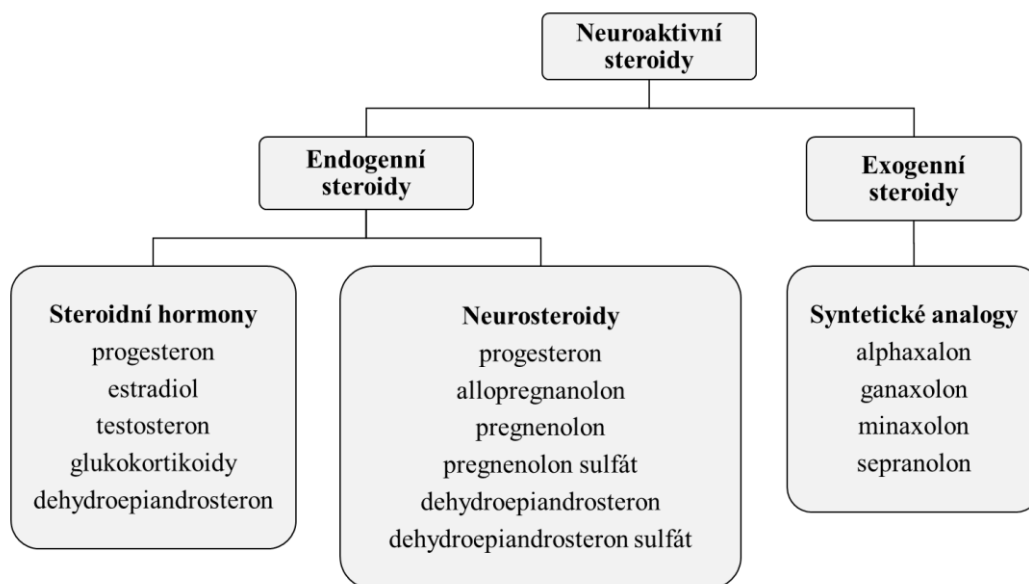 Neuroaktivní
steroidy
Endogenní
steroidy
Exogenní
steroidy
Steroidní hormony
progesteron
estradiol
testosteron
glukokortikoidy
dehydroepiandrosteron
Neurosteroidy
progesteron
allopregnanolon
pregnenolon
pregnenolon sulfát
dehydroepiandrosteron
dehydroepiandrosteron sulfát
Syntetické analogy
alphaxalon
ganaxolon
minaxolon
sepranolon